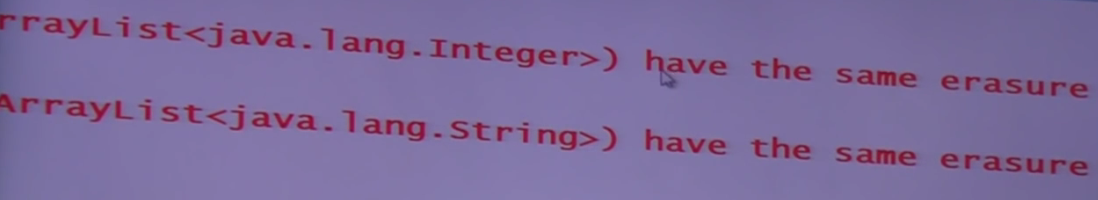 rrayList<java.lang.Integer>) have the same erasure
ArrayList<java.lang.String>) have the same erasure